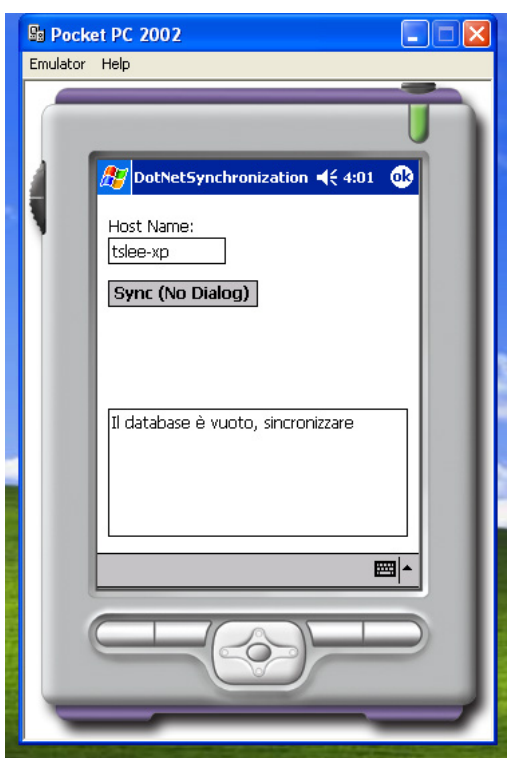 Pocket PC 2002
Emulator Help
DotNetSynchronization 4:01 ok
Host Name:
tslee-xp
Sync (No Dialog)
Il database è vuoto, sincronizzare